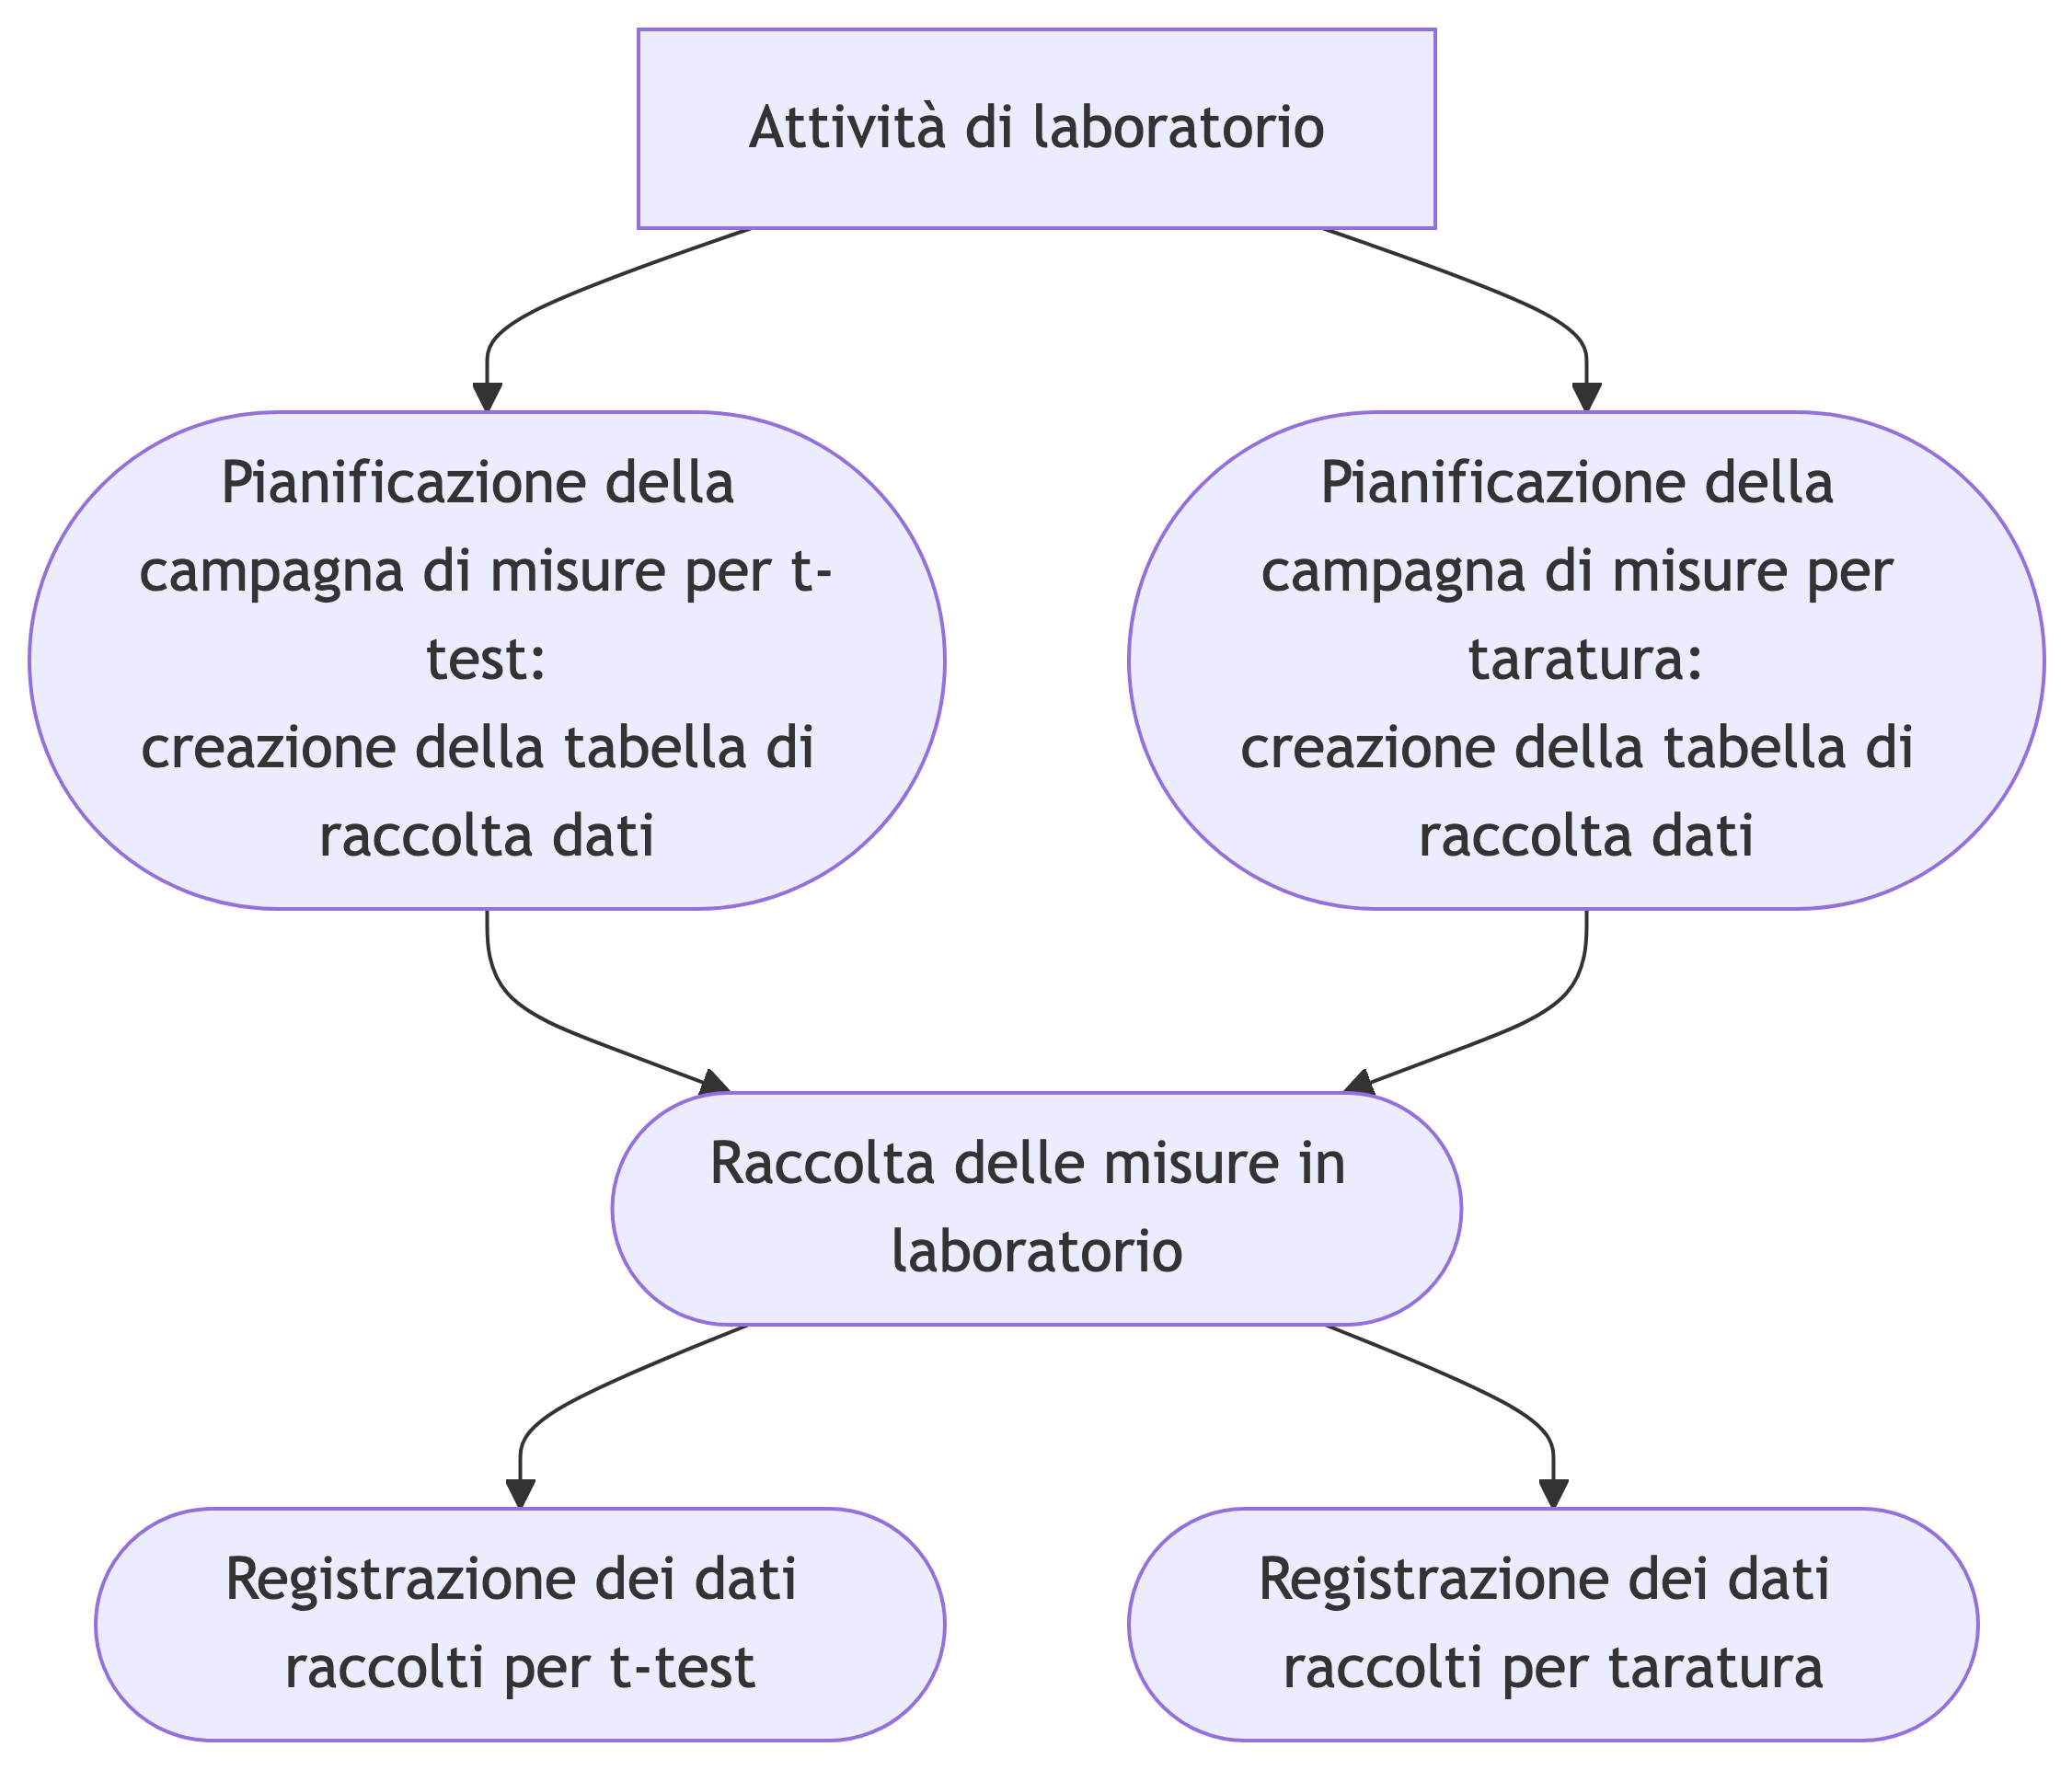 Attività di laboratorio
Pianificazione della
campagna di misure per t-
test:
creazione della tabella di
raccolta dati
Pianificazione della
campagna di misure per
taratura:
creazione della tabella di
raccolta dati
Raccolta delle misure in
laboratorio
Registrazione dei dati
raccolti per t-test
Registrazione dei dati
raccolti per taratura